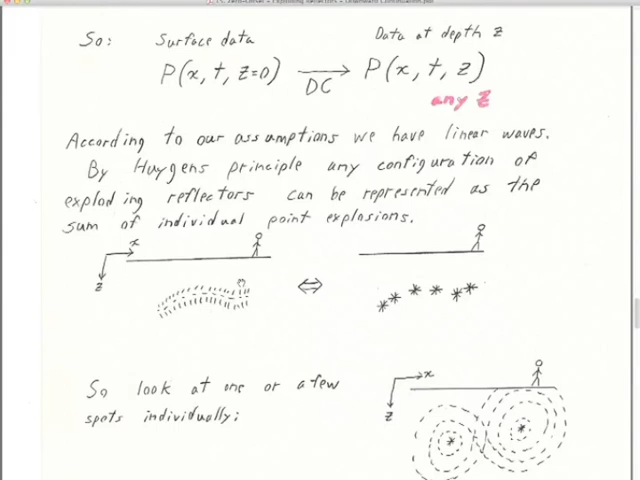 So: Surface data Data at depth z
P(x, t, z=0) → P(x, t, z)
DC
any z
According to our assumptions we have linear waves.
By Huygens principle any configuration of
exploding reflectors can be represented as the
sum of individual point explosions.
x
z
So look at one or a few
spots individually:
x
z